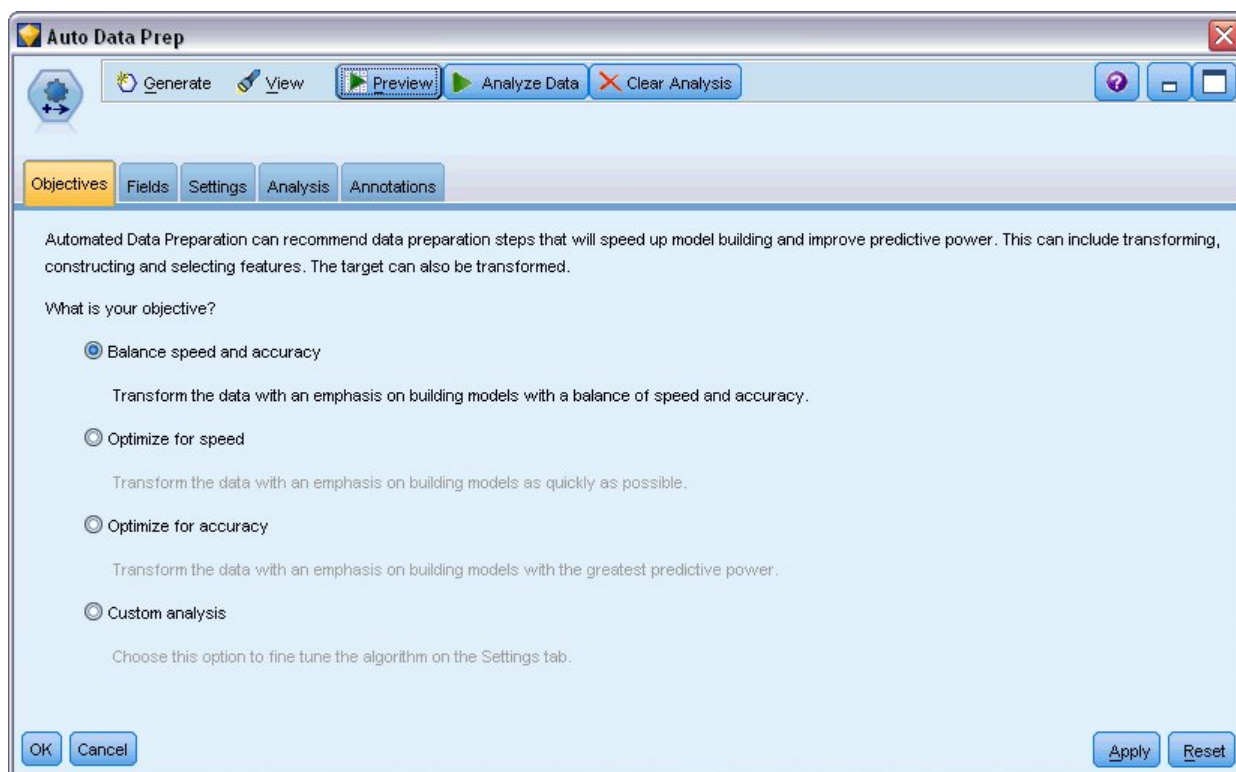 Auto Data Prep
Generate View Preview Analyze Data Clear Analysis
Objectives Fields Settings Analysis Annotations
Automated Data Preparation can recommend data preparation steps that will speed up model building and improve predictive power. This can include transforming,
constructing and selecting features. The target can also be transformed.
What is your objective?
Balance speed and accuracy
Transform the data with an emphasis on building models with a balance of speed and accuracy.
Optimize for speed
Transform the data with an emphasis on building models as quickly as possible.
Optimize for accuracy
Transform the data with an emphasis on building models with the greatest predictive power.
Custom analysis
Choose this option to fine tune the algorithm on the Settings tab.
OK Cancel Apply Reset